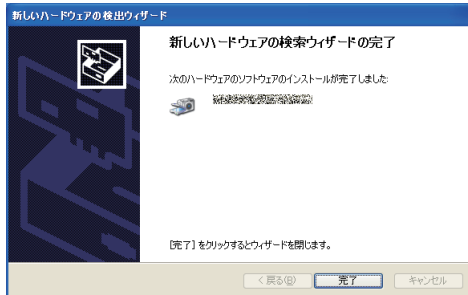 新しいハードウェアの検出ウィザード
新しいハードウェアの検索ウィザードの完了
次のハードウェアのソフトウェアのインストールが完了しました:
[完了] をクリックするとウィザードを閉じます。
< 戻る(B)
完了
キャンセル